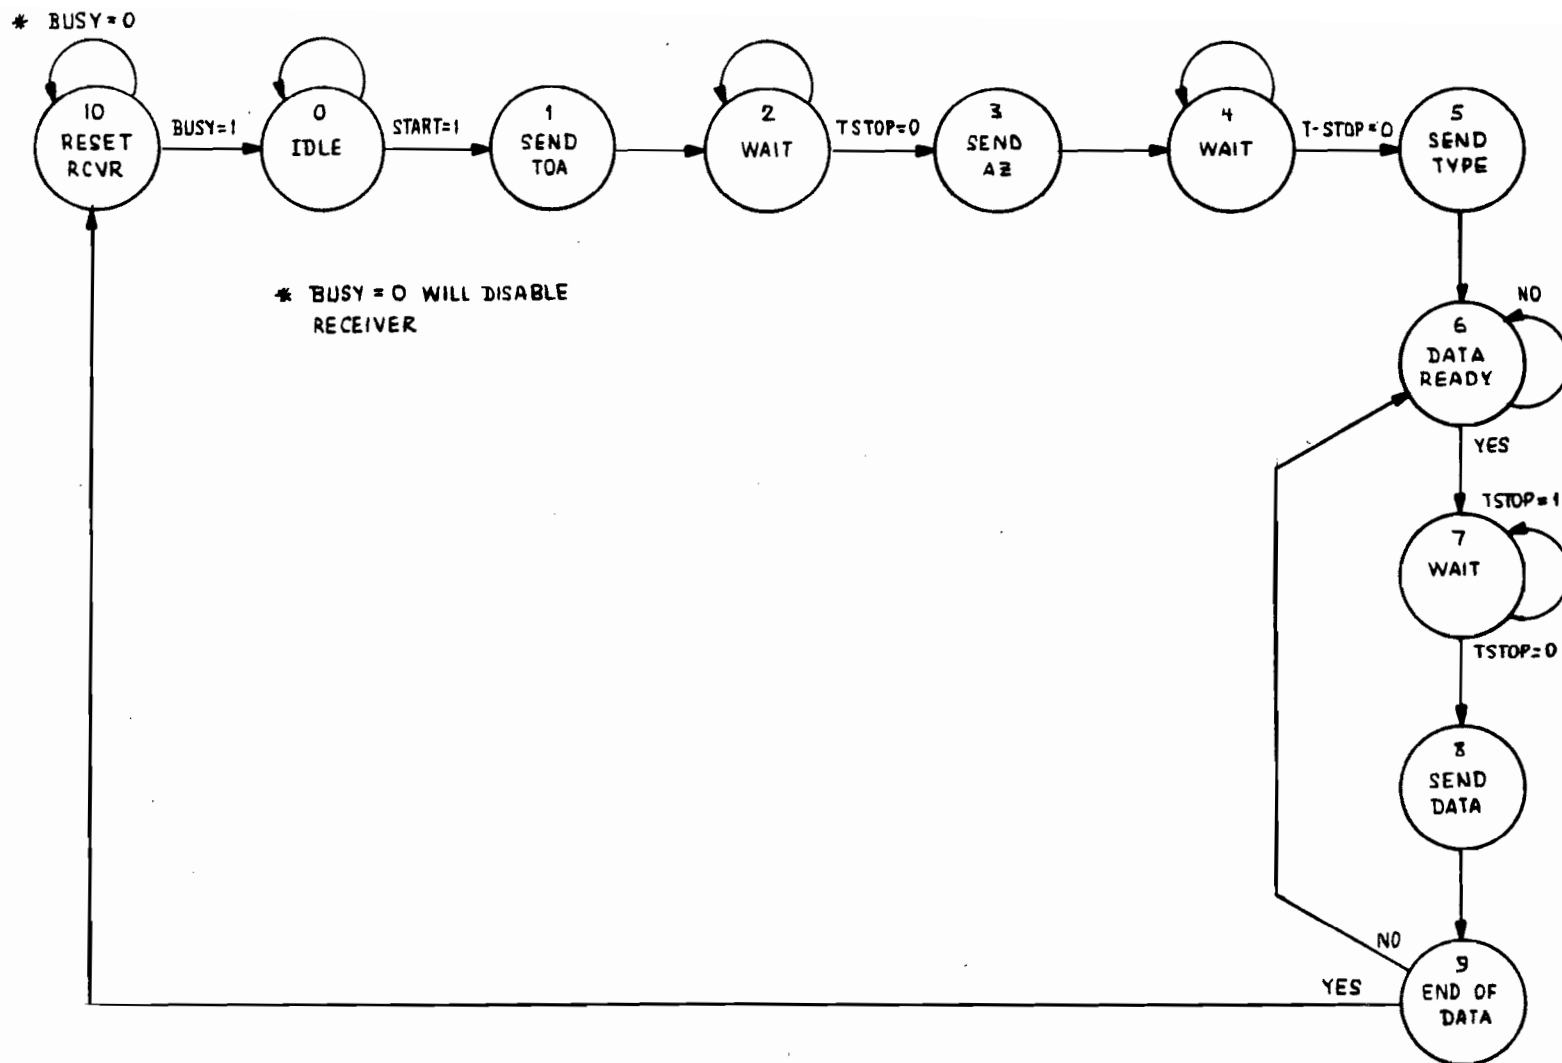 * BUSY=0
10
RESET
RCVR
BUSY=1
0
IDLE
START=1
1
SEND
TOA
2
WAIT
TSTOP=0
3
SEND
AZ
4
WAIT
T-STOP=0
5
SEND
TYPE
* BUSY = 0 WILL DISABLE
RECEIVER
NO
6
DATA
READY
YES
TSTOP=1
7
WAIT
TSTOP=0
8
SEND
DATA
NO
YES
9
END OF
DATA